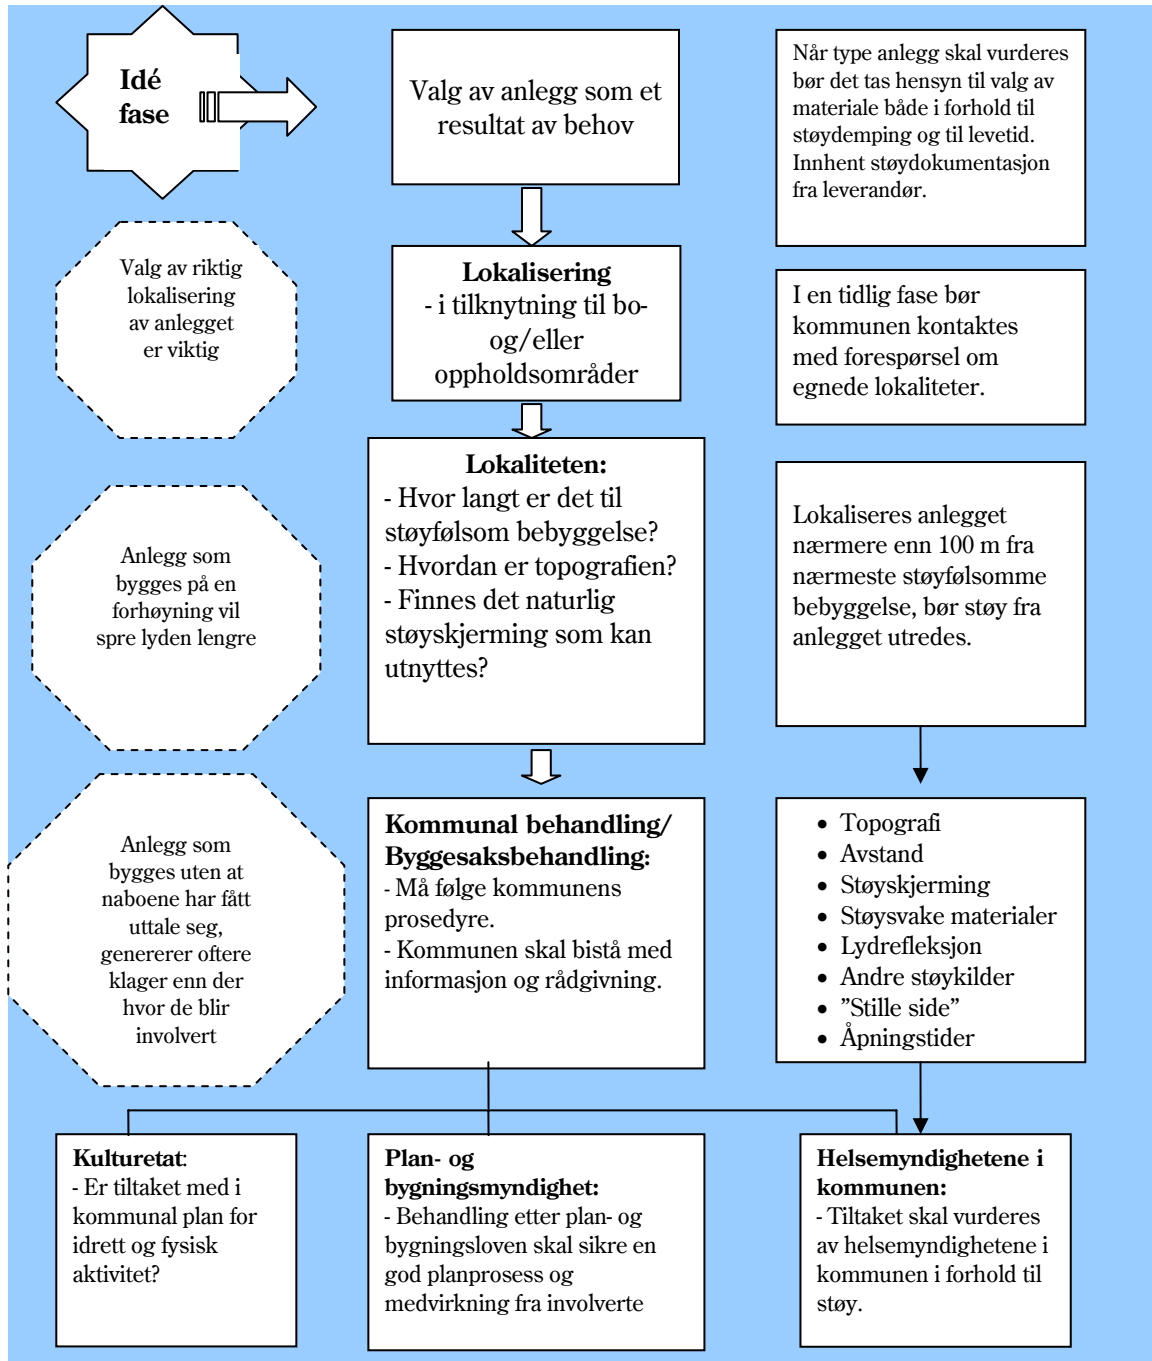 Idé
fase
Valg av anlegg som et
resultat av behov
Når type anlegg skal vurderes
bør det tas hensyn til valg av
materiale både i forhold til
støydemping og til levetid.
Innhent støydokumentasjon
fra leverandør.
Valg av riktig
lokalisering
av anlegget
er viktig
Lokalisering
- i tilknytning til bo-
og/eller
oppholdsområder
I en tidlig fase bør
kommunen kontaktes
med forespørsel om
egnede lokaliteter.
Anlegg som
bygges på en
forhøyning vil
spre lyden lengre
Lokaliteten:
- Hvor langt er det til
støyfølsom bebyggelse?
- Hvordan er topografien?
- Finnes det naturlig
støyskjerming som kan
utnyttes?
Lokaliseres anlegget
nærmere enn 100 m fra
nærmeste støyfølsomme
bebyggelse, bør støy fra
anlegget utredes.
Anlegg som
bygges uten at
naboene har fått
uttale seg,
genererer oftere
klager enn der
hvor de blir
involvert
Kommunal behandling/
Byggesaksbehandling:
- Må følge kommunens
prosedyre.
- Kommunen skal bistå med
informasjon og rådgivning.
• Topografi
• Avstand
• Støyskjerming
• Støysvake materialer
• Lydrefleksjon
• Andre støykilder
• ”Stille side”
• Åpningstider
Kulturetat:
- Er tiltaket med i
kommunal plan for
idrett og fysisk
aktivitet?
Plan- og
bygningsmyndighet:
- Behandling etter plan- og
bygningsloven skal sikre en
god planprosess og
medvirkning fra involverte
Helsemyndighetene i
kommunen:
- Tiltaket skal vurderes
av helsemyndighetene i
kommunen i forhold til
støy.